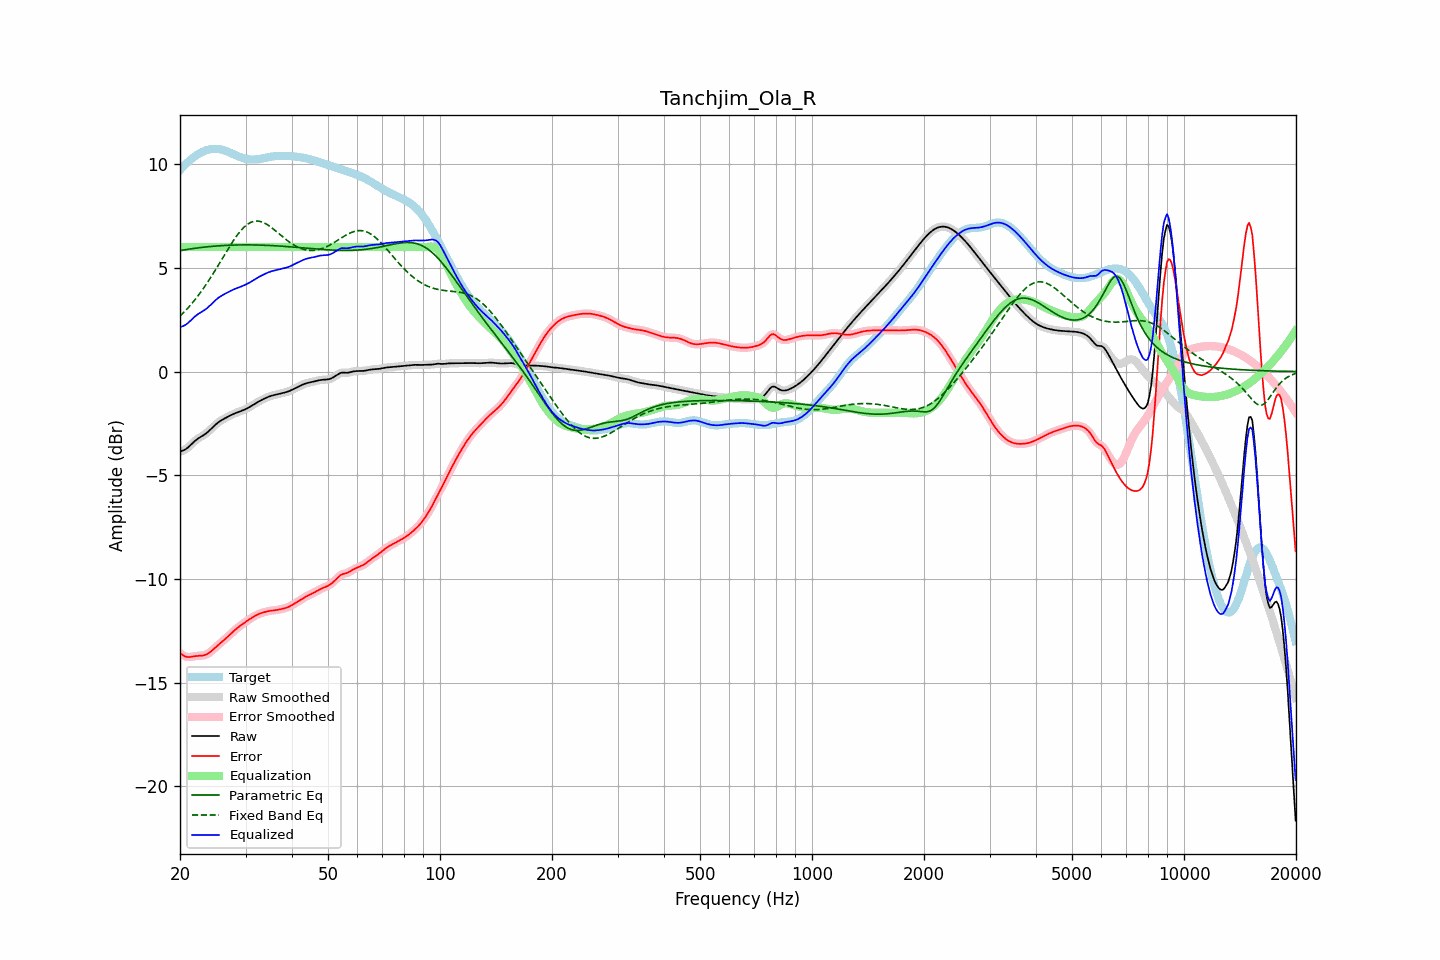 Tanchjim_Ola_R
Amplitude (dBr)
10
5
0
−5
−10
−15
−20
Target
Raw Smoothed
Error Smoothed
Raw
Error
Equalization
Parametric Eq
Fixed Band Eq
Equalized
20 50 100 200 500 1000 2000 5000 10000 20000
Frequency (Hz)